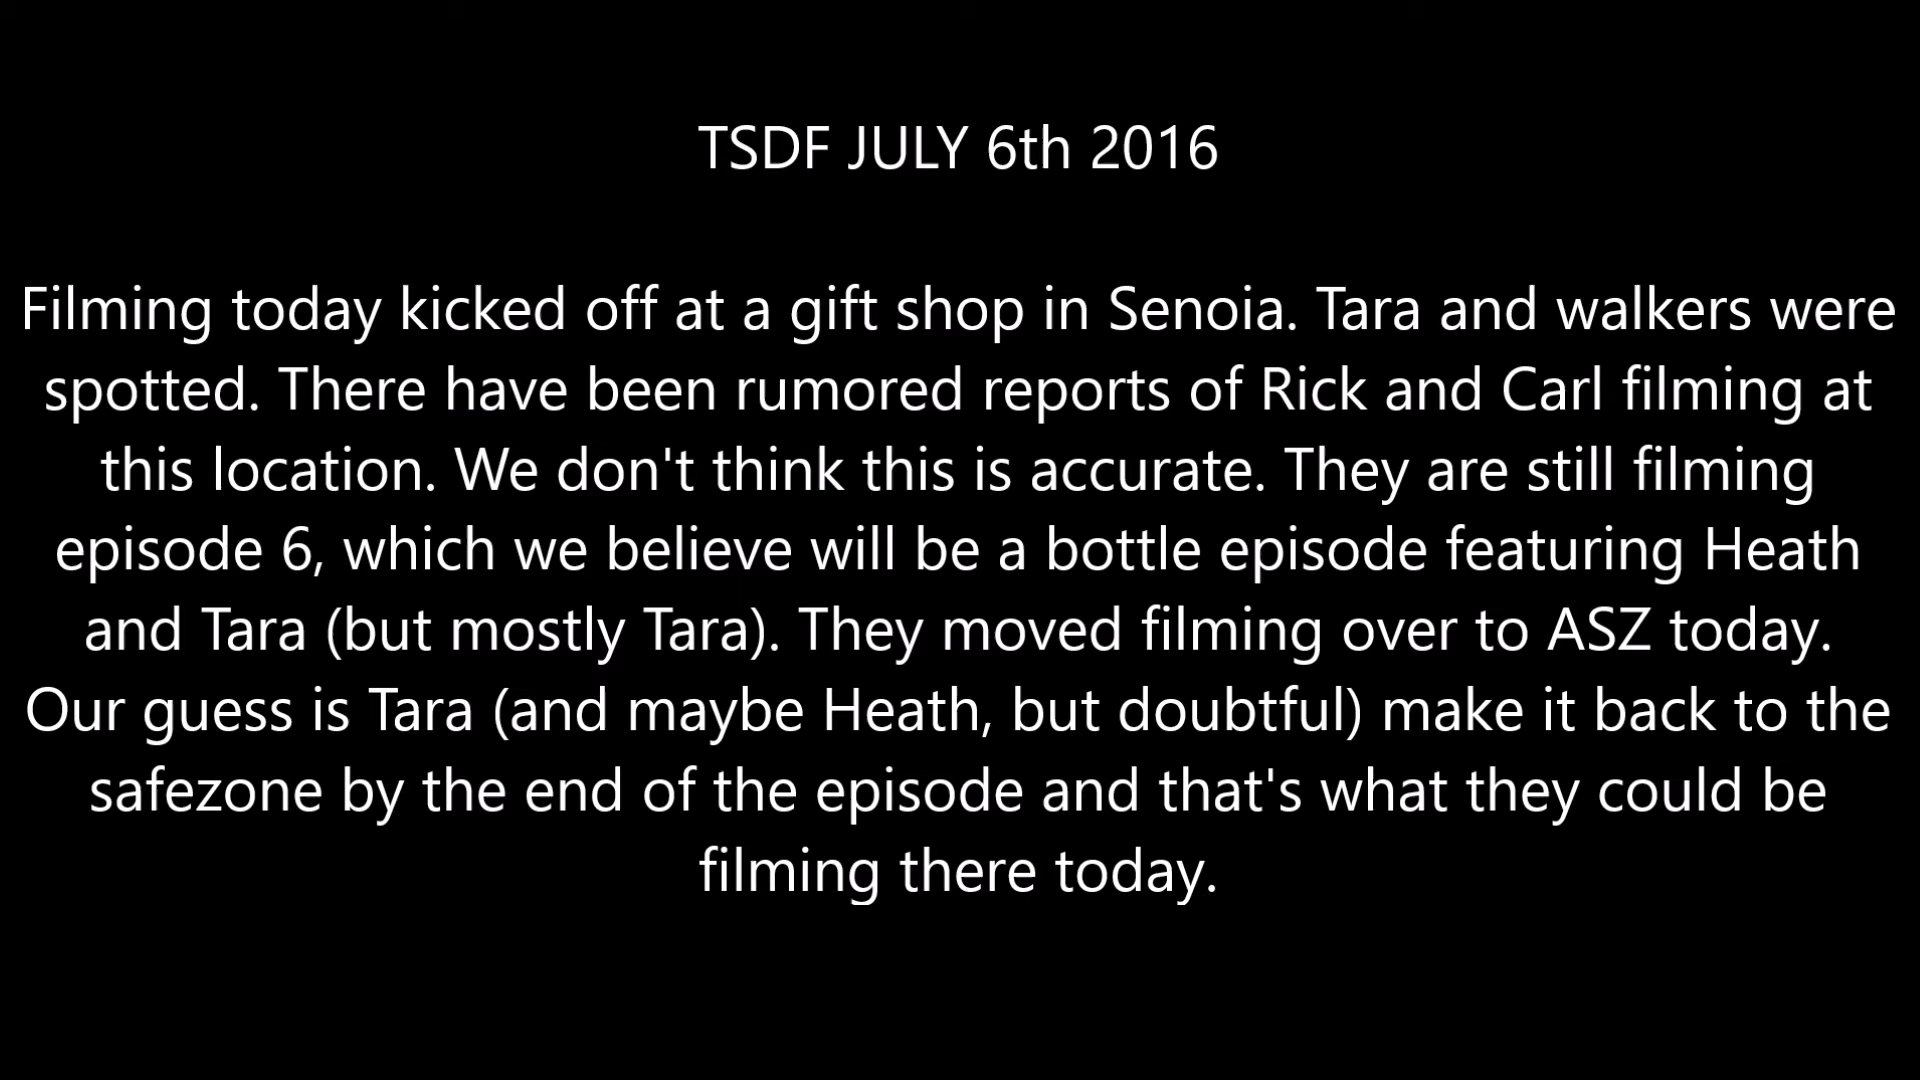 TSDF JULY 6th 2016
Filming today kicked off at a gift shop in Senoia. Tara and walkers were
spotted. There have been rumored reports of Rick and Carl filming at
this location. We don't think this is accurate. They are still filming
episode 6, which we believe will be a bottle episode featuring Heath
and Tara (but mostly Tara). They moved filming over to ASZ today.
Our guess is Tara (and maybe Heath, but doubtful) make it back to the
safezone by the end of the episode and that's what they could be
filming there today.